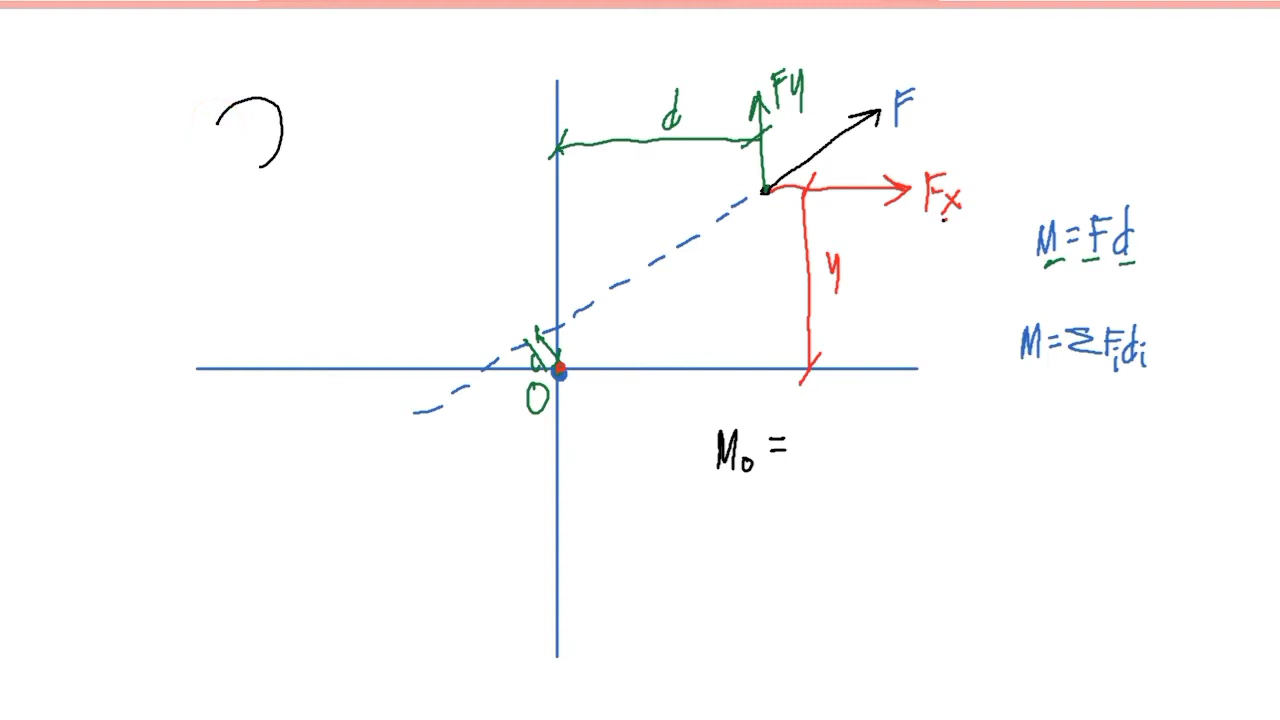 Fy
d
F
Fx
M = Fd
y
M = ΣFidi
d
O
Mo =